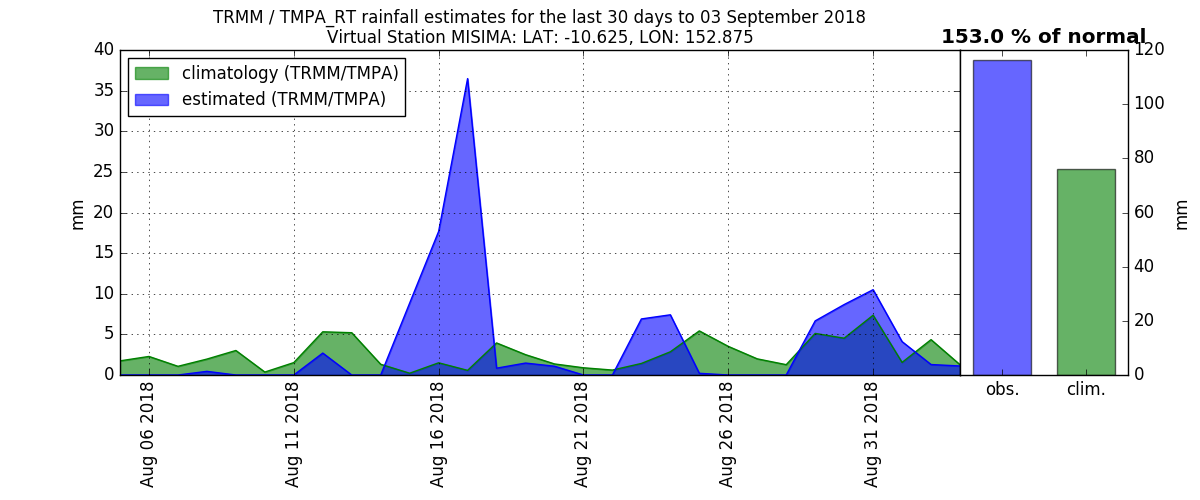 TRMM / TMPA_RT rainfall estimates for the last 30 days to 03 September 2018
Virtual Station MISIMA: LAT: -10.625, LON: 152.875
153.0 % of normal
climatology (TRMM/TMPA)
estimated (TRMM/TMPA)
mm
40
35
30
25
20
15
10
5
0
Aug 06 2018
Aug 11 2018
Aug 16 2018
Aug 21 2018
Aug 26 2018
Aug 31 2018
obs.
clim.
120
100
80
60
40
20
0
mm